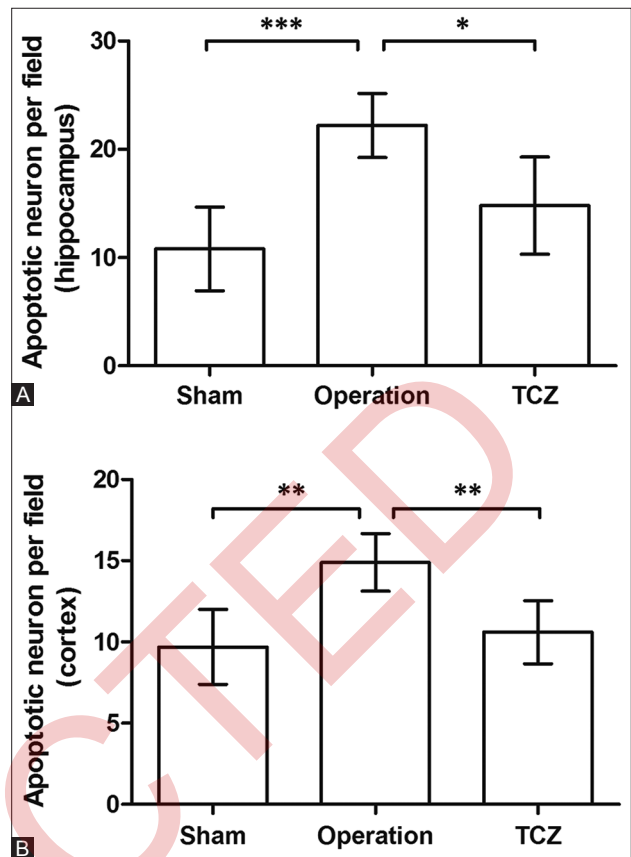 *** *
30
20
10
0
Apoptotic neuron per field
(hippocampus)
Sham Operation TCZ
A
** **
20
15
10
5
0
Apoptotic neuron per field
(cortex)
Sham Operation TCZ
B
CTED